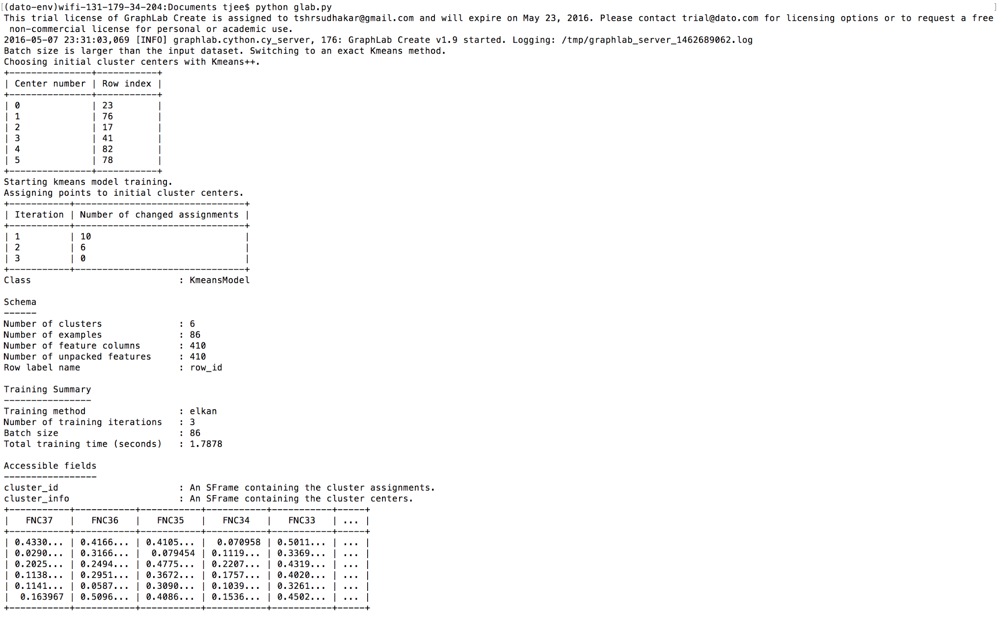 [(dato-env)wifi-131-179-34-204:Documents tjee$ python glab.py ]
This trial license of GraphLab Create is assigned to tshrsudhakar@gmail.com and will expire on May 23, 2016. Please contact trial@dato.com for licensing options or to request a free
 non-commercial license for personal or academic use.
2016-05-07 23:31:03,069 [INFO] graphlab.cython.cy_server, 176: GraphLab Create v1.9 started. Logging: /tmp/graphlab_server_1462689062.log
Batch size is larger than the input dataset. Switching to an exact Kmeans method.
Choosing initial cluster centers with Kmeans++.
+---------------+-----------+
| Center number | Row index |
+---------------+-----------+
| 0             | 23        |
| 1             | 76        |
| 2             | 17        |
| 3             | 41        |
| 4             | 82        |
| 5             | 78        |
+---------------+-----------+
Starting kmeans model training.
Assigning points to initial cluster centers.
+-----------+-------------------------------+
| Iteration | Number of changed assignments |
+-----------+-------------------------------+
| 1         | 10                            |
| 2         | 6                             |
| 3         | 0                             |
+-----------+-------------------------------+
Class                           : KmeansModel

Schema
------
Number of clusters              : 6
Number of examples              : 86
Number of feature columns       : 410
Number of unpacked features     : 410
Row label name                  : row_id

Training Summary
----------------
Training method                 : elkan
Number of training iterations   : 3
Batch size                      : 86
Total training time (seconds)   : 1.7878

Accessible fields
-----------------
cluster_id                      : An SFrame containing the cluster assignments.
cluster_info                    : An SFrame containing the cluster centers.
+-----------+-----------+-----------+-----------+-----------+-----+
|   FNC37   |   FNC36   |   FNC35   |   FNC34   |   FNC33   | ... |
+-----------+-----------+-----------+-----------+-----------+-----+
| 0.4330... | 0.4166... | 0.4105... |  0.070958 | 0.5011... | ... |
| 0.0290... | 0.3166... |  0.079454 | 0.1119... | 0.3369... | ... |
| 0.2025... | 0.2494... | 0.4775... | 0.2207... | 0.4319... | ... |
| 0.1138... | 0.2951... | 0.3672... | 0.1757... | 0.4020... | ... |
| 0.1141... | 0.0587... | 0.3090... | 0.1039... | 0.3261... | ... |
|  0.163967 | 0.5096... | 0.4086... | 0.1536... | 0.4502... | ... |
+-----------+-----------+-----------+-----------+-----------+-----+